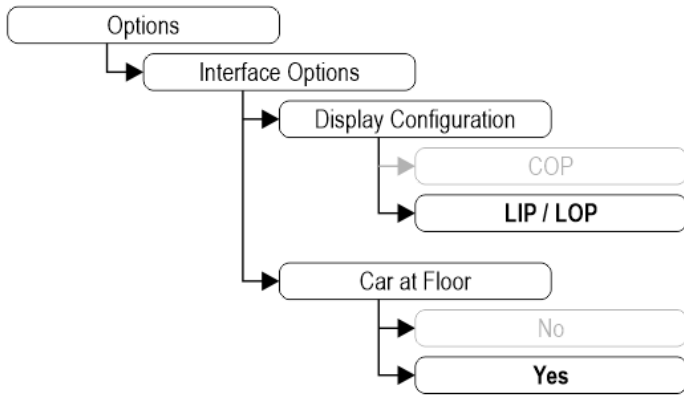 Options
Interface Options
Display Configuration
COP
LIP / LOP
Car at Floor
No
Yes